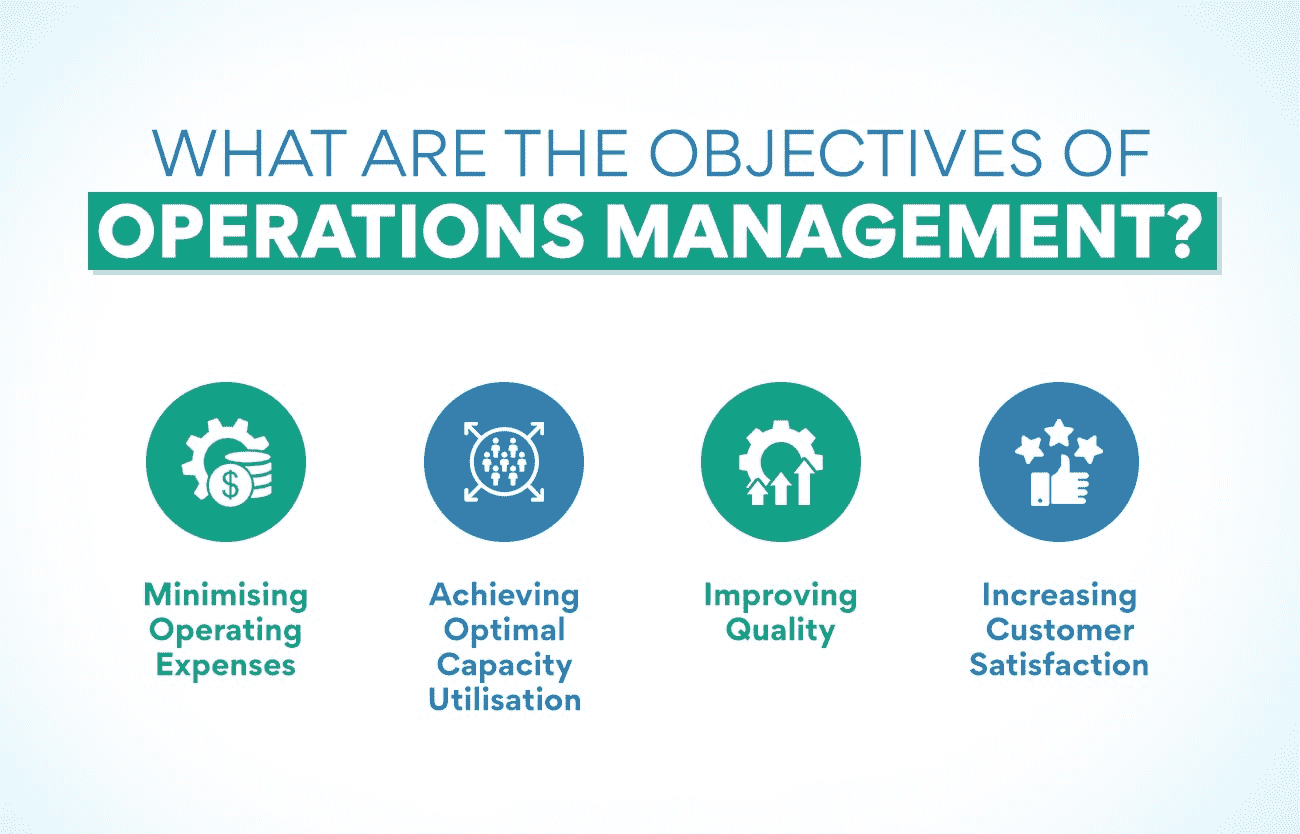 WHAT ARE THE OBJECTIVES OF
OPERATIONS MANAGEMENT?
$
Minimising
Operating
Expenses
Achieving
Optimal
Capacity
Utilisation
Improving
Quality
Increasing
Customer
Satisfaction